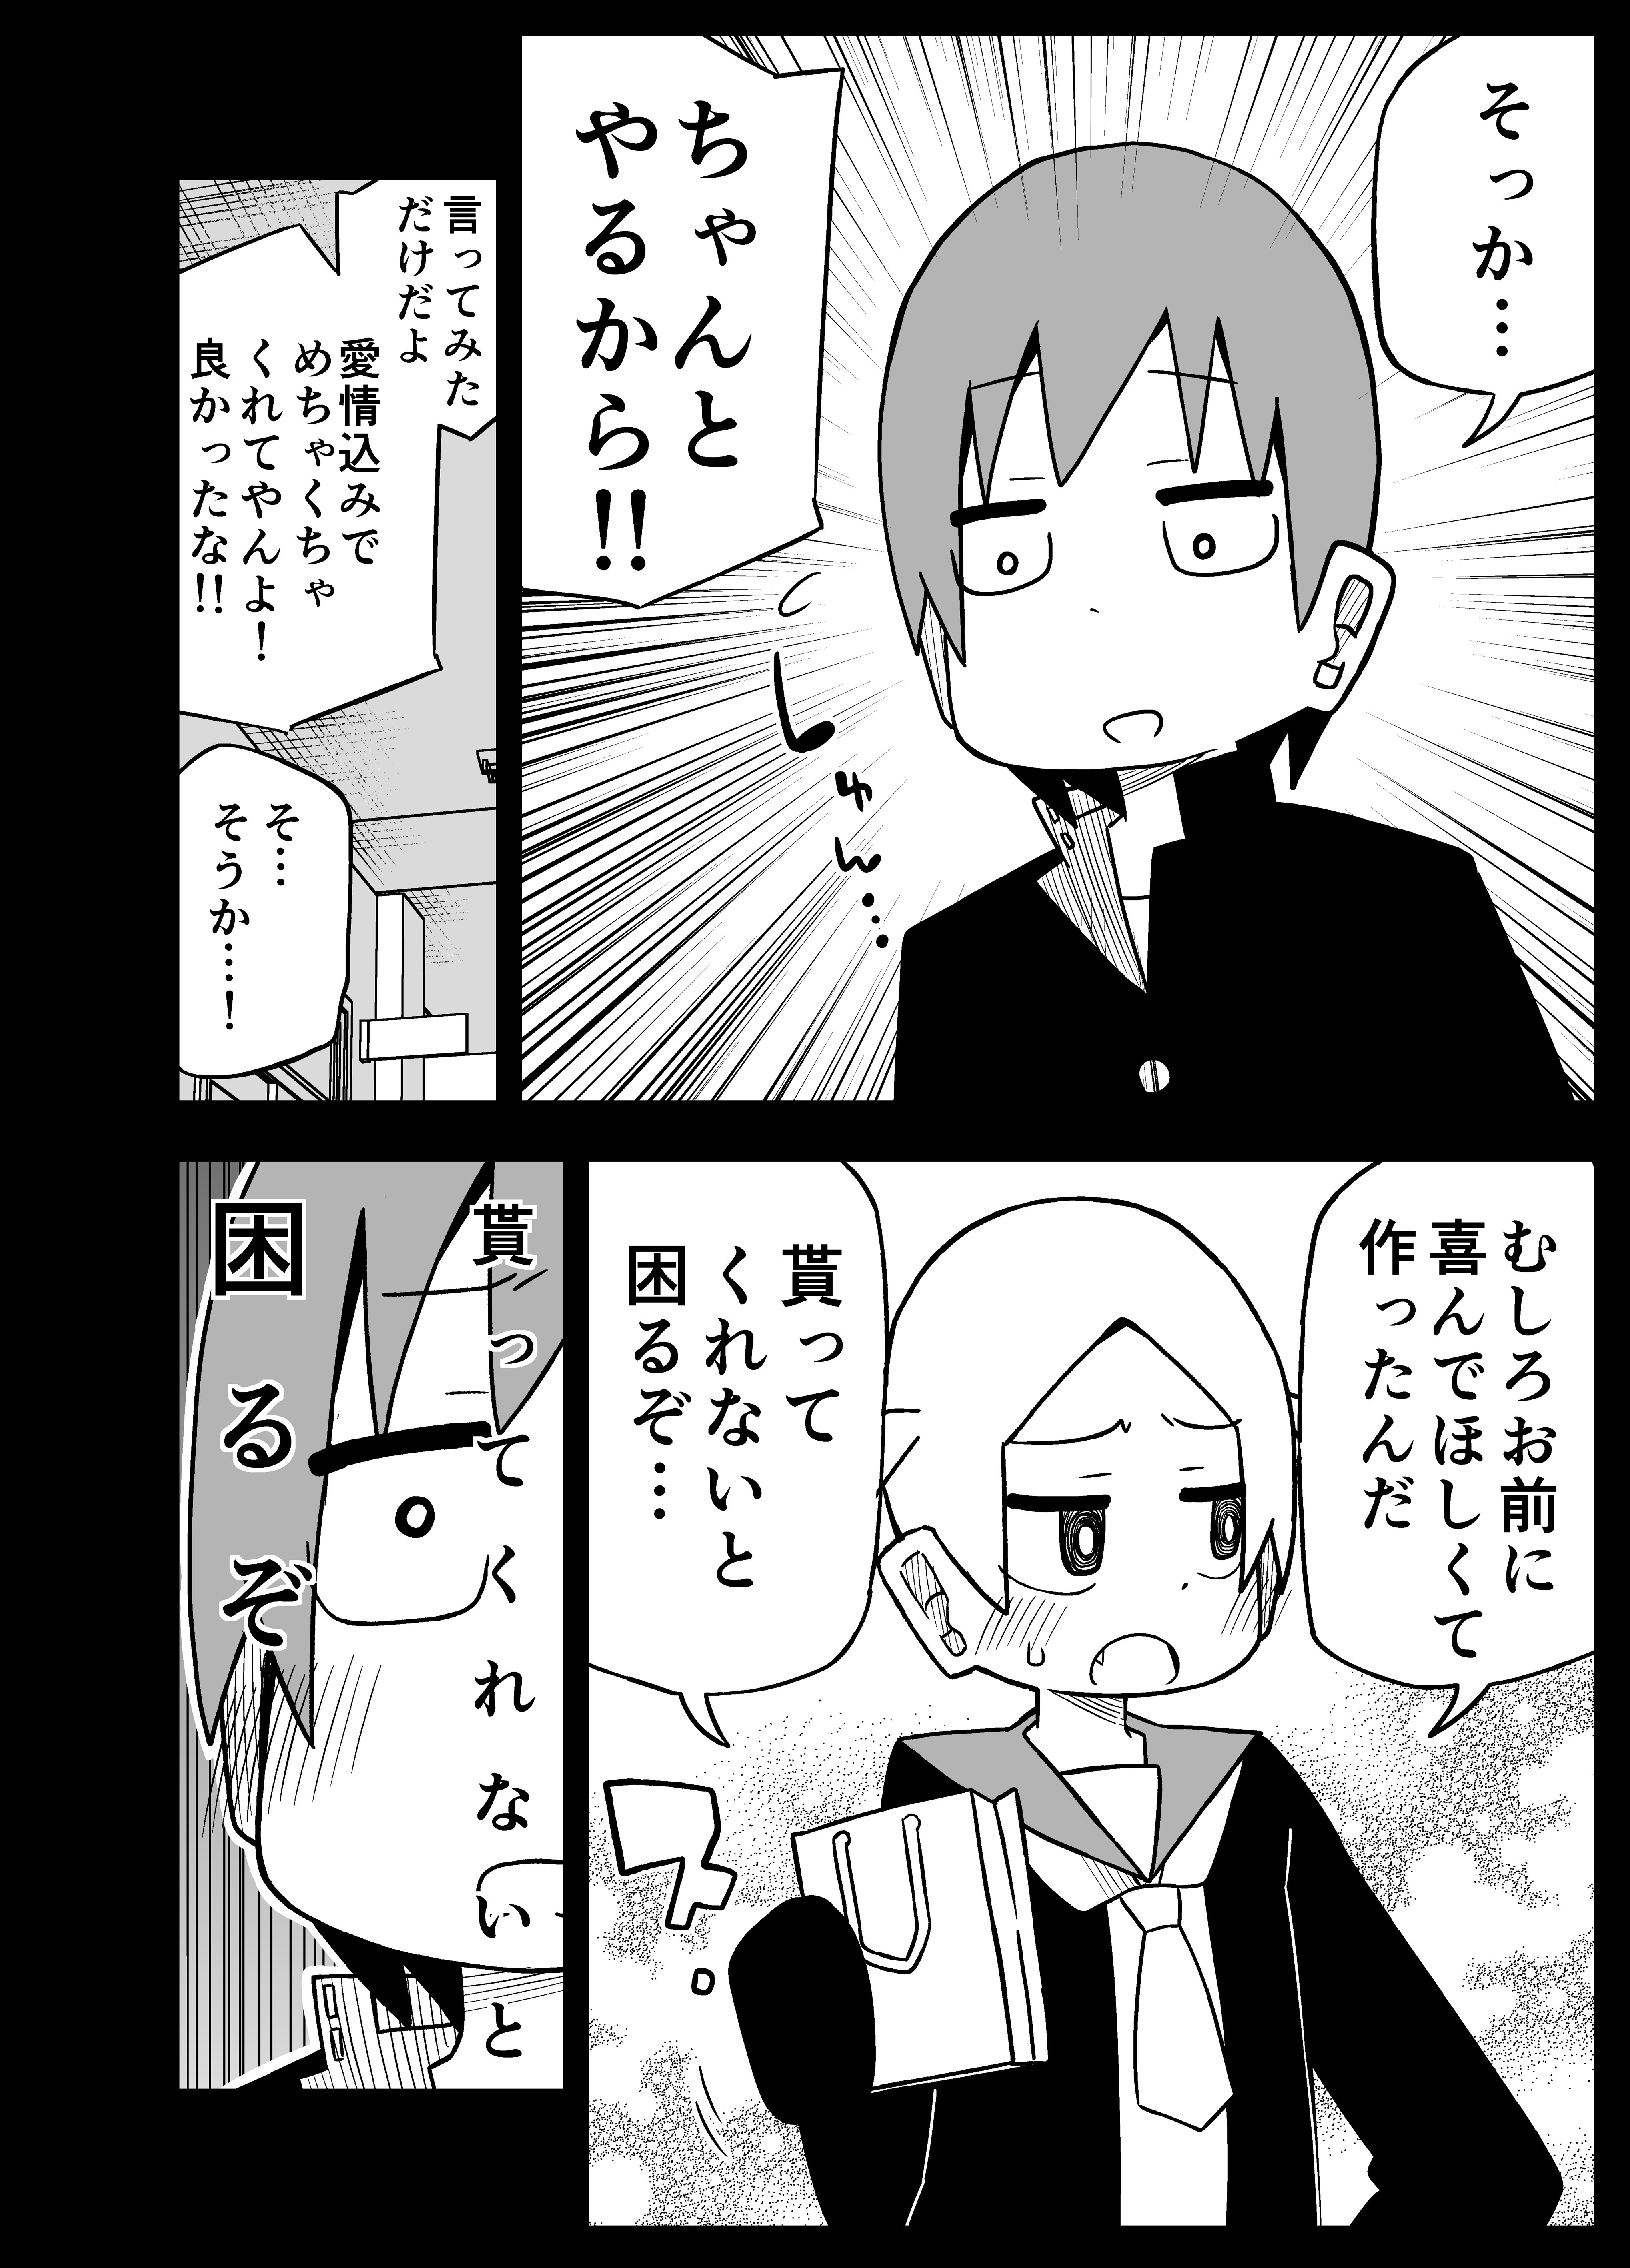 そっか…
ちゃんと
やるから!!
しゅん…
言ってみた
だけだよ
愛情込みで
めちゃくちゃ
くれてやんよ！
良かったな!!
そ…
そうか…！
むしろお前に
喜んでほしくて
作ったんだ
貰って
くれないと
困るぞ…
貰ってくれないと
困るぞ